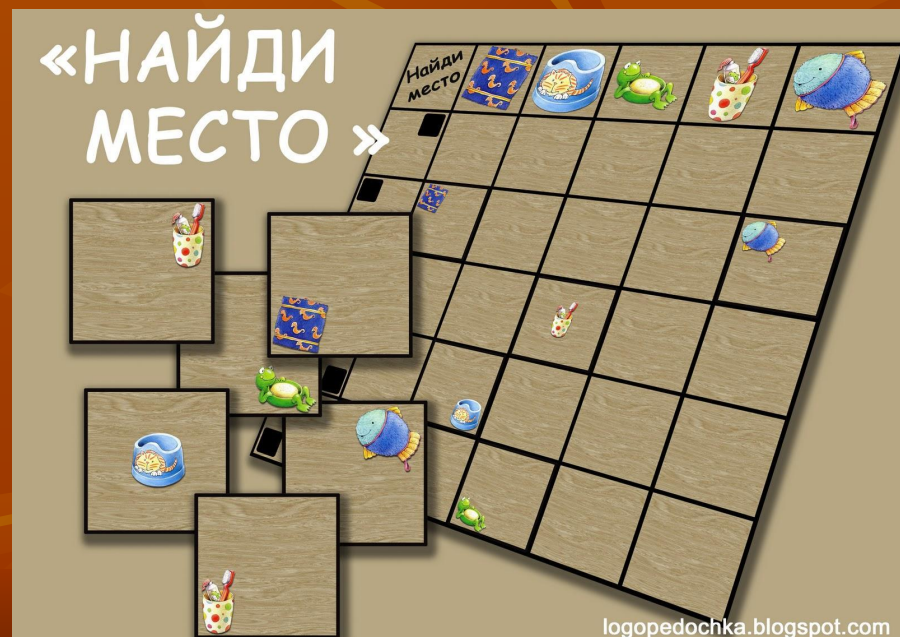 «НАЙДИ
МЕСТО »
Найди
место
logopedochka.blogspot.com